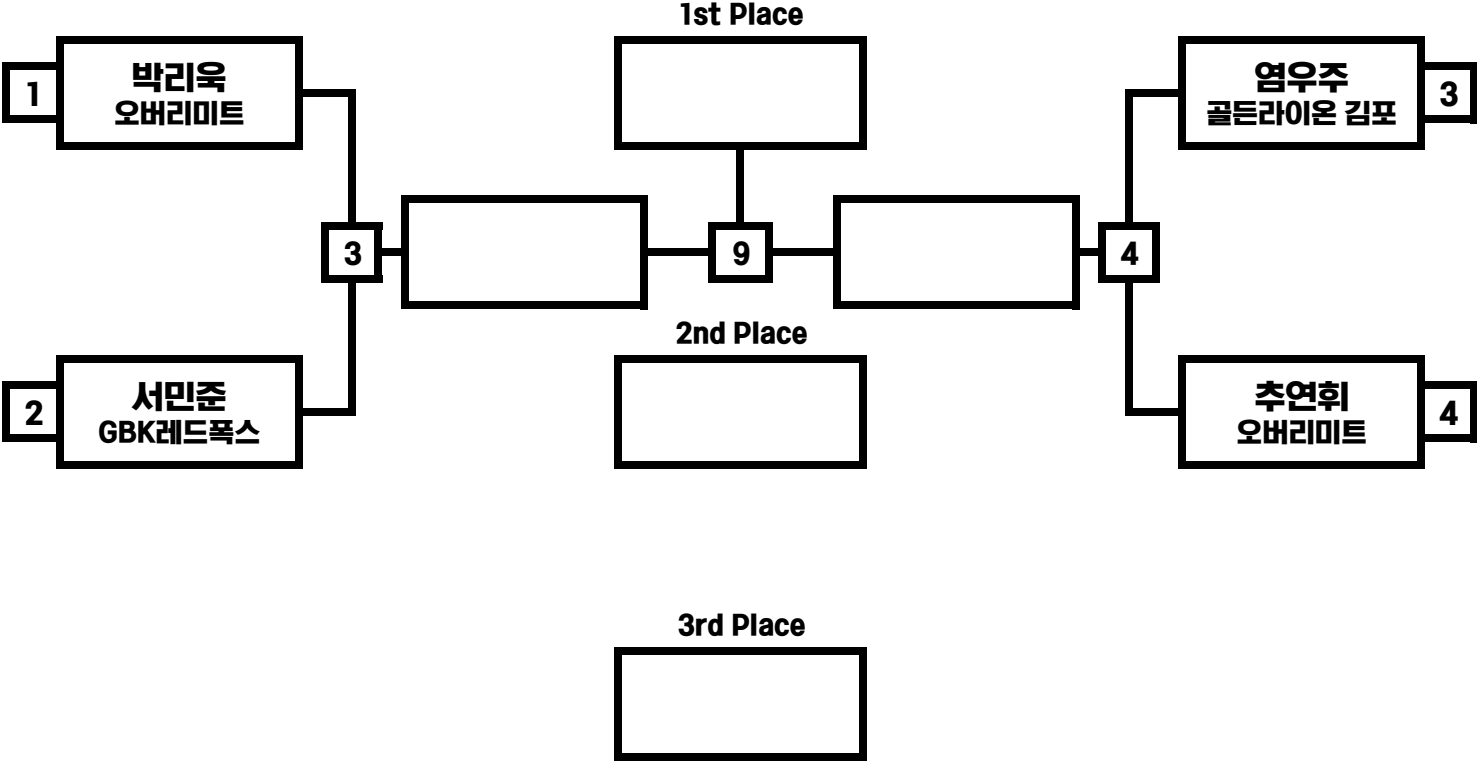 1st Place
1
박리욱
오버리미트
염우주
골든라이온 김포
3
3
9
4
2nd Place
2
서민준
GBK레드폭스
추연휘
오버리미트
4
3rd Place